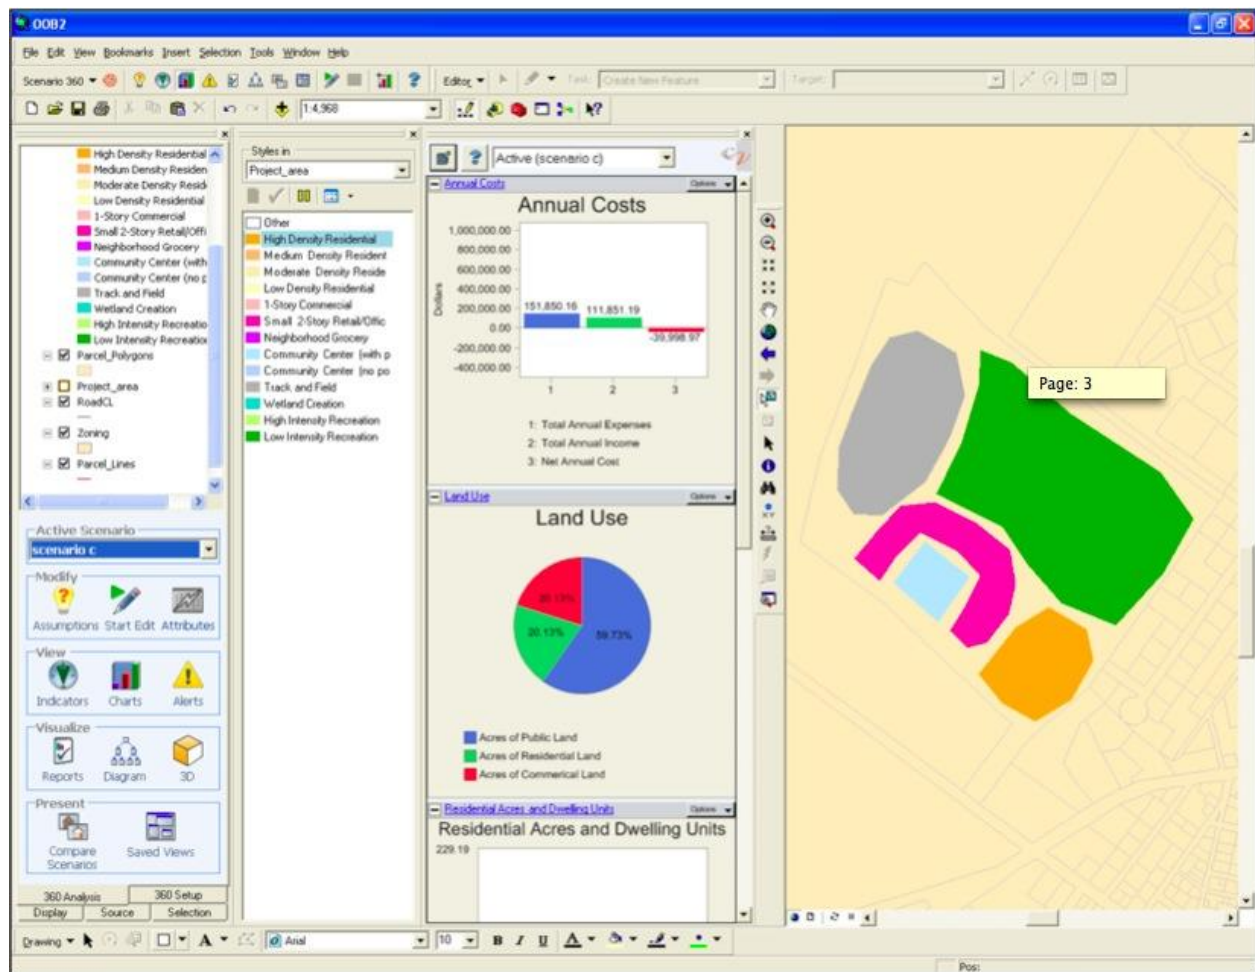 OOB2
File Edit View Bookmarks Insert Selection Tools Window Help
Scenario 360
Editor
Task: Create New Feature
Target:
1:4,968
High Density Residential
Medium Density Residen
Moderate Density Resid
Low Density Residential
1-Story Commercial
Small 2-Story Retail/Offi
Neighborhood Grocery
Community Center (with
Community Center (no p
Track and Field
Wetland Creation
High Intensity Recreatio
Low Intensity Recreation
Parcel_Polygons
Project_area
RoadCL
Zoning
Parcel_Lines
Active Scenario
scenario c
Modify
Assumptions Start Edit Attributes
View
Indicators Charts Alerts
Visualize
Reports Diagram 3D
Present
Compare Scenarios
Saved Views
360 Analysis 360 Setup
Display Source Selection
Styles in
Project_area
Other
High Density Residential
Medium Density Resident
Moderate Density Reside
Low Density Residential
1-Story Commercial
Small 2-Story Retail/Offic
Neighborhood Grocery
Community Center (with p
Community Center (no po
Track and Field
Wetland Creation
High Intensity Recreation
Low Intensity Recreation
Active (scenario c)
Annual Costs Options
Annual Costs
Dollars
1,000,000.00
800,000.00
600,000.00
400,000.00
200,000.00
0.00
-200,000.00
-400,000.00
151,850.16
111,851.19
-39,998.97
1 2 3
1: Total Annual Expenses
2: Total Annual Income
3: Net Annual Cost
Land Use Options
Land Use
20.13%
20.13%
59.73%
Acres of Public Land
Acres of Residential Land
Acres of Commerical Land
Residential Acres and Dwelling Units Options
Residential Acres and Dwelling Units
229.19
Page: 3
Drawing
A
Arial
10
B I U A
Pos: